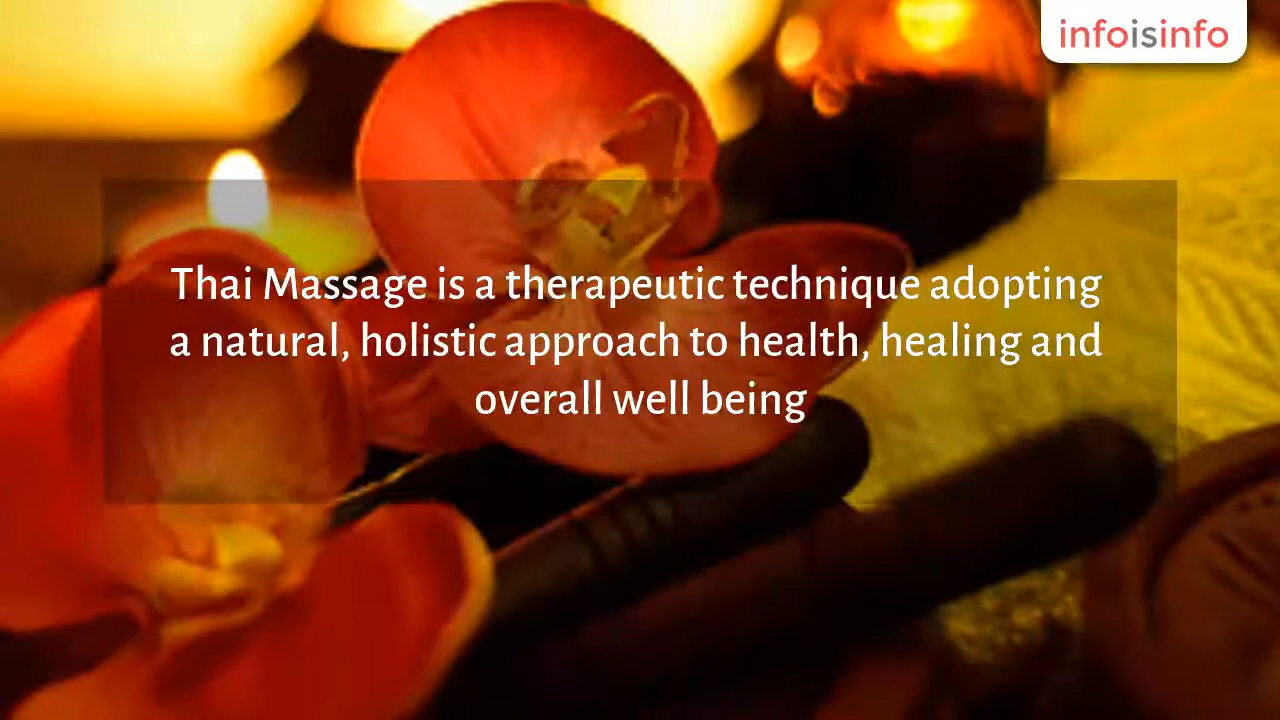 infoisinfo
Thai Massage is a therapeutic technique adopting
a natural, holistic approach to health, healing and
overall well being